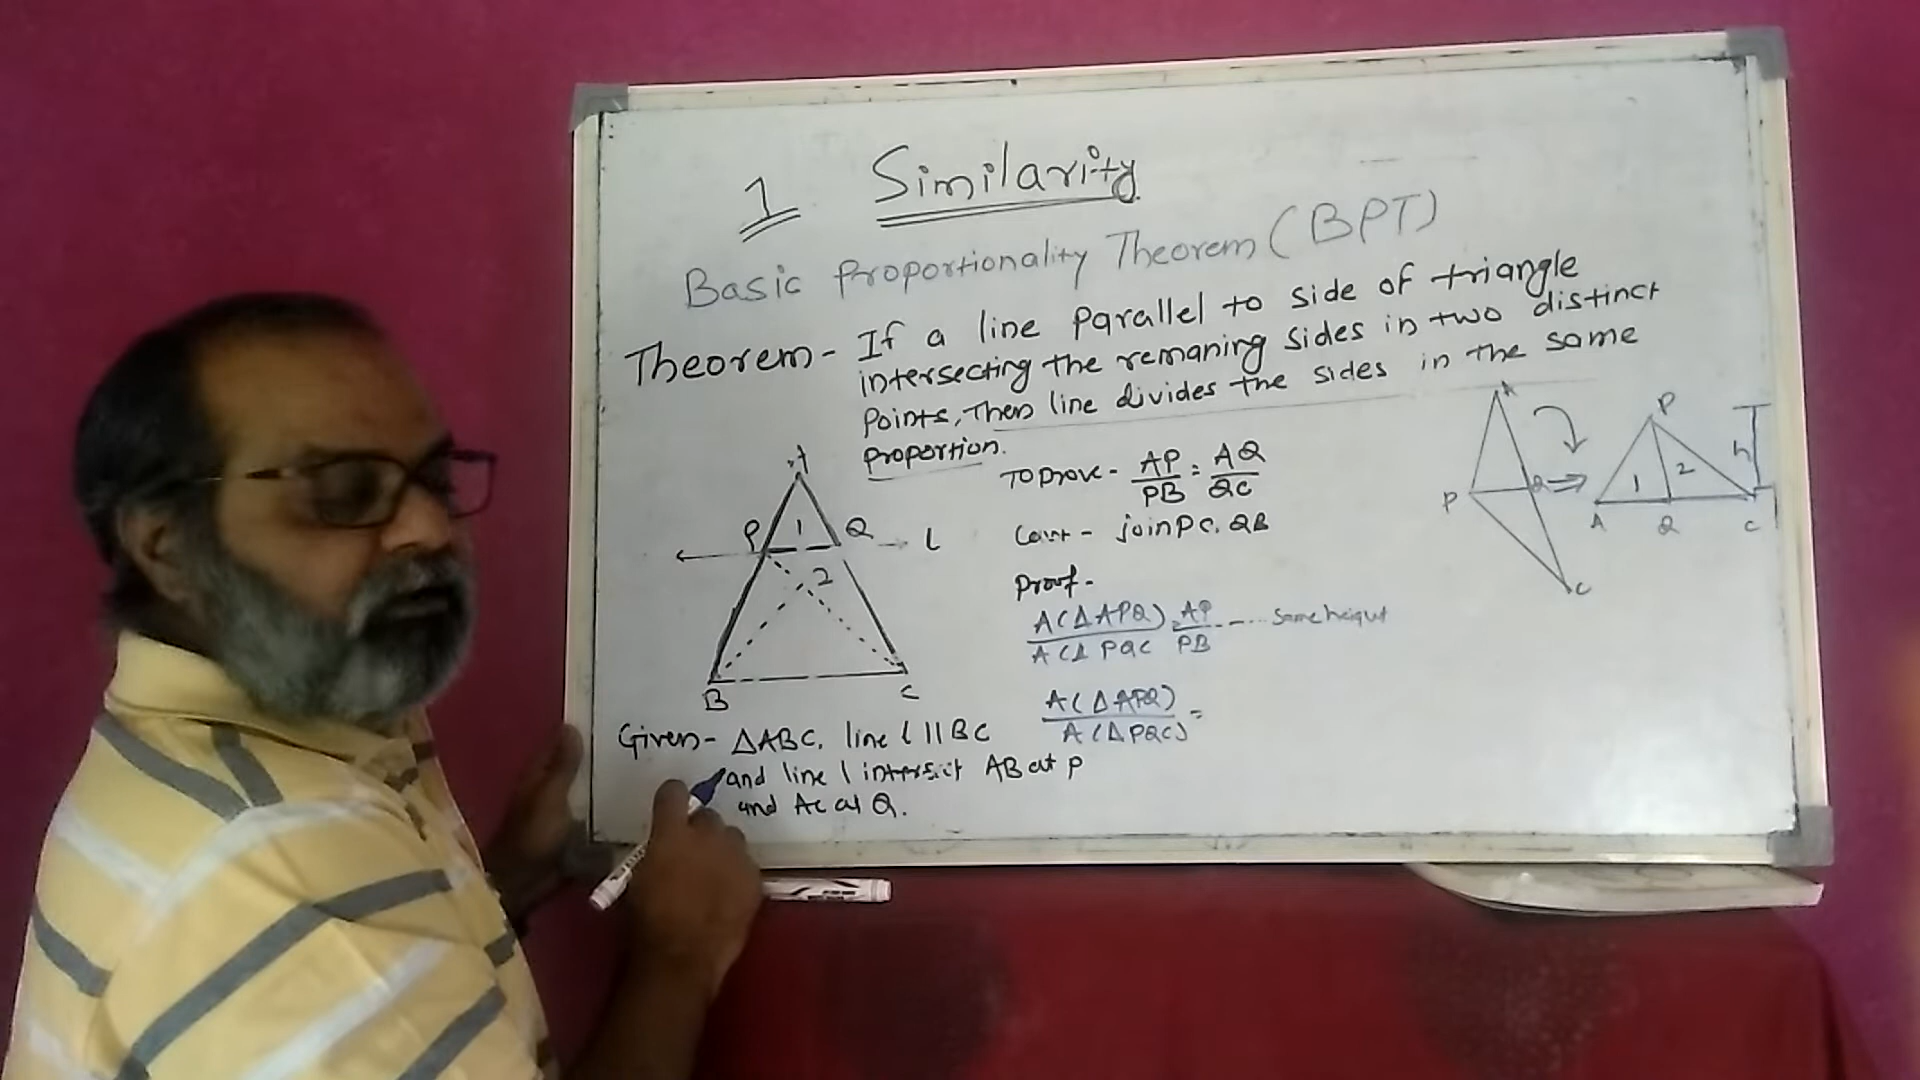 1 Similarity
Basic Proportionality Theorem (BPT)
Theorem- If a line parallel to side of triangle
intersecting the remaning sides in two distinct
points, Then line divides the sides in the same
proportion.
To prove - AP/PB = AQ/QC
Const - join PC, QB
Proof -
A(Δ APQ) / A(Δ PQC = AP/PB ---... Same height
A(Δ APQ) / A(Δ PQC) =
A
P 1 Q
l
2
B C
Given- ΔABC, line l || BC
and line l intersect AB at P
and AC at Q.
A
P Q
C
P
1 2
h
A Q C